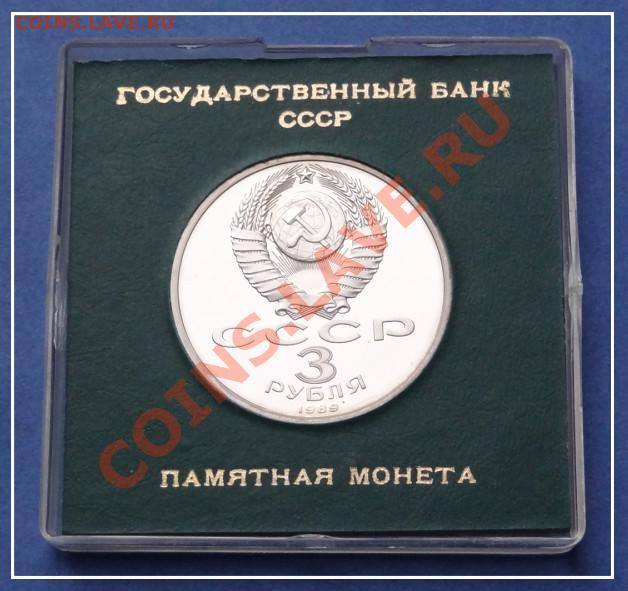 COINS.LAVE.RU
ГОСУДАРСТВЕННЫЙ БАНК
СССР
СССР
3
РУБЛЯ
1989
ПАМЯТНАЯ МОНЕТА
COINS.LAVE.RU